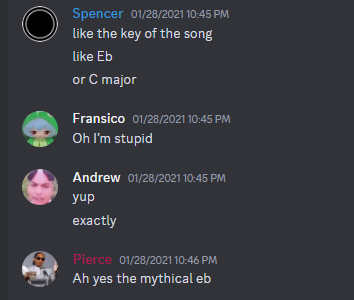 Spencer 01/28/2021 10:45 PM
like the key of the song
like Eb
or C major
Fransico 01/28/2021 10:45 PM
Oh I'm stupid
Andrew 01/28/2021 10:45 PM
yup
exactly
Pierce 01/28/2021 10:46 PM
Ah yes the mythical eb